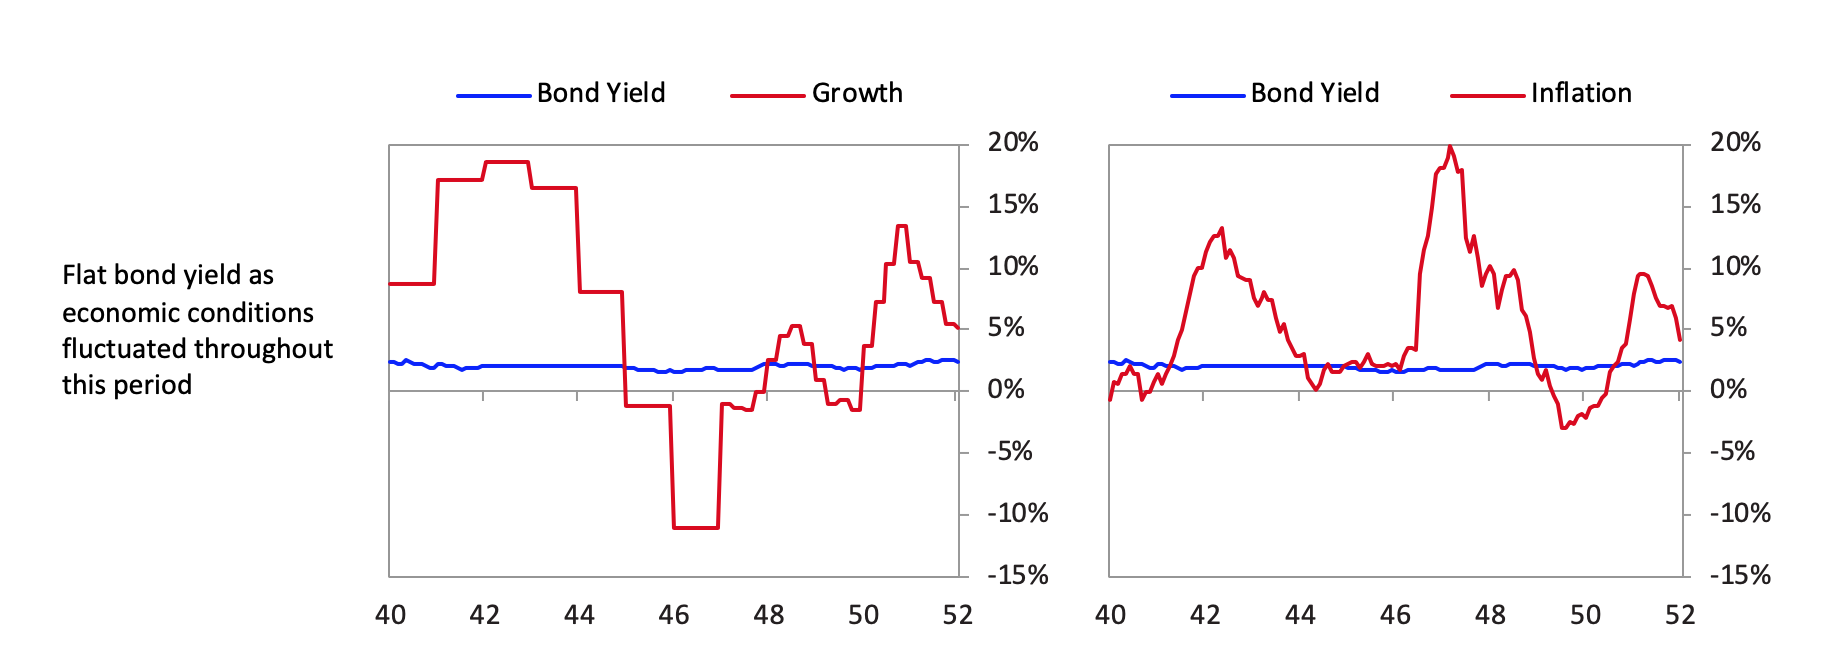 Bond Yield
Growth
Bond Yield
Inflation
Flat bond yield as
economic conditions
fluctuated throughout
this period
20%
15%
10%
5%
0%
-5%
-10%
-15%
40 42 44 46 48 50 52
20%
15%
10%
5%
0%
-5%
-10%
-15%
40 42 44 46 48 50 52